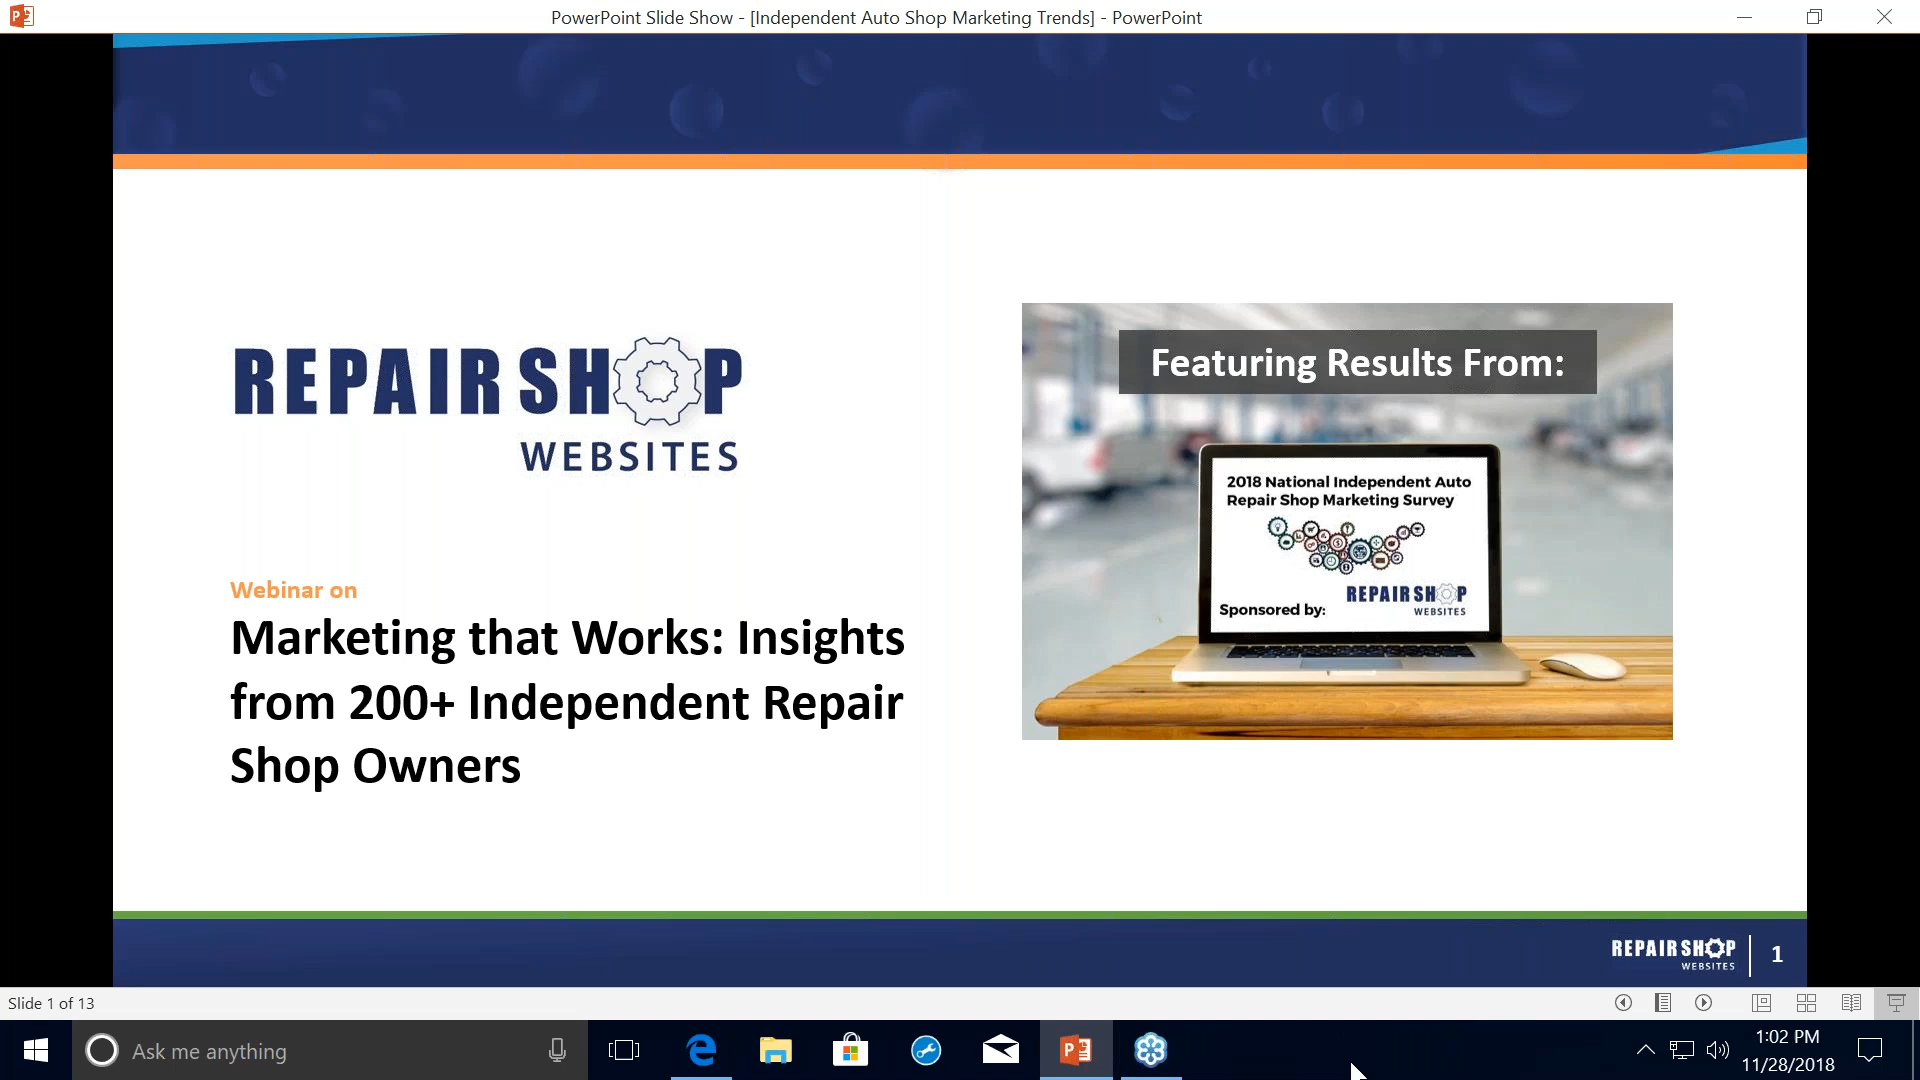 PowerPoint Slide Show - [Independent Auto Shop Marketing Trends] - PowerPoint
REPAIR SHOP
WEBSITES
Webinar on
Marketing that Works: Insights
from 200+ Independent Repair
Shop Owners
Featuring Results From:
2018 National Independent Auto
Repair Shop Marketing Survey
REPAIR SHOP
WEBSITES
Sponsored by:
REPAIR SHOP
WEBSITES
1
Slide 1 of 13
Ask me anything
1:02 PM
11/28/2018